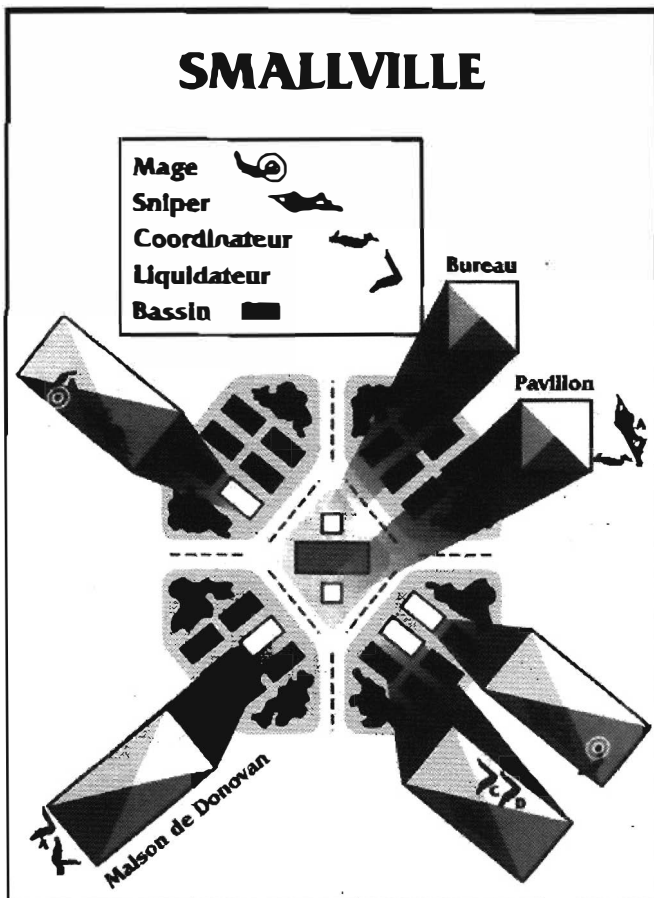 SMALLVILLE
Mage
Sniper
Coordinateur
Liquidateur
Bassin
Bureau
Pavillon
A
C D
Maison de Donovan